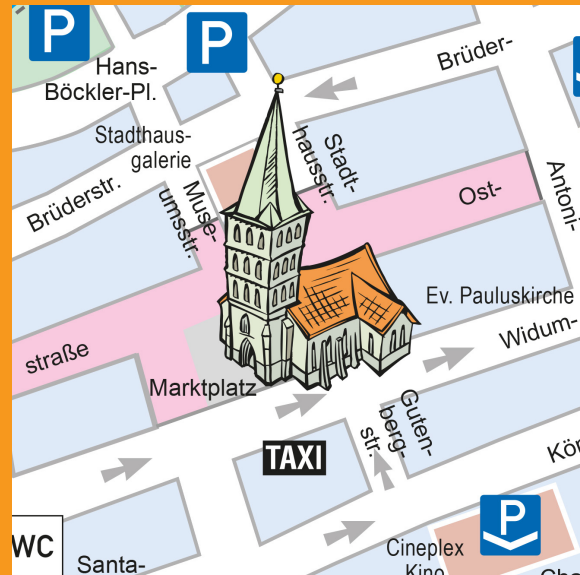 P
P
Hans-
Böckler-Pl.
Brüder-
Stadthaus-
galerie
Stadt-
hausstr.
Muse-
umsstr.
Brüderstr.
Ost-
Antoni-
Ev. Pauluskirche
Widum-
straße
Marktplatz
Guten-
berg-
str.
TAXI
Kör
P
WC
Santa-
Cineplex
Kino